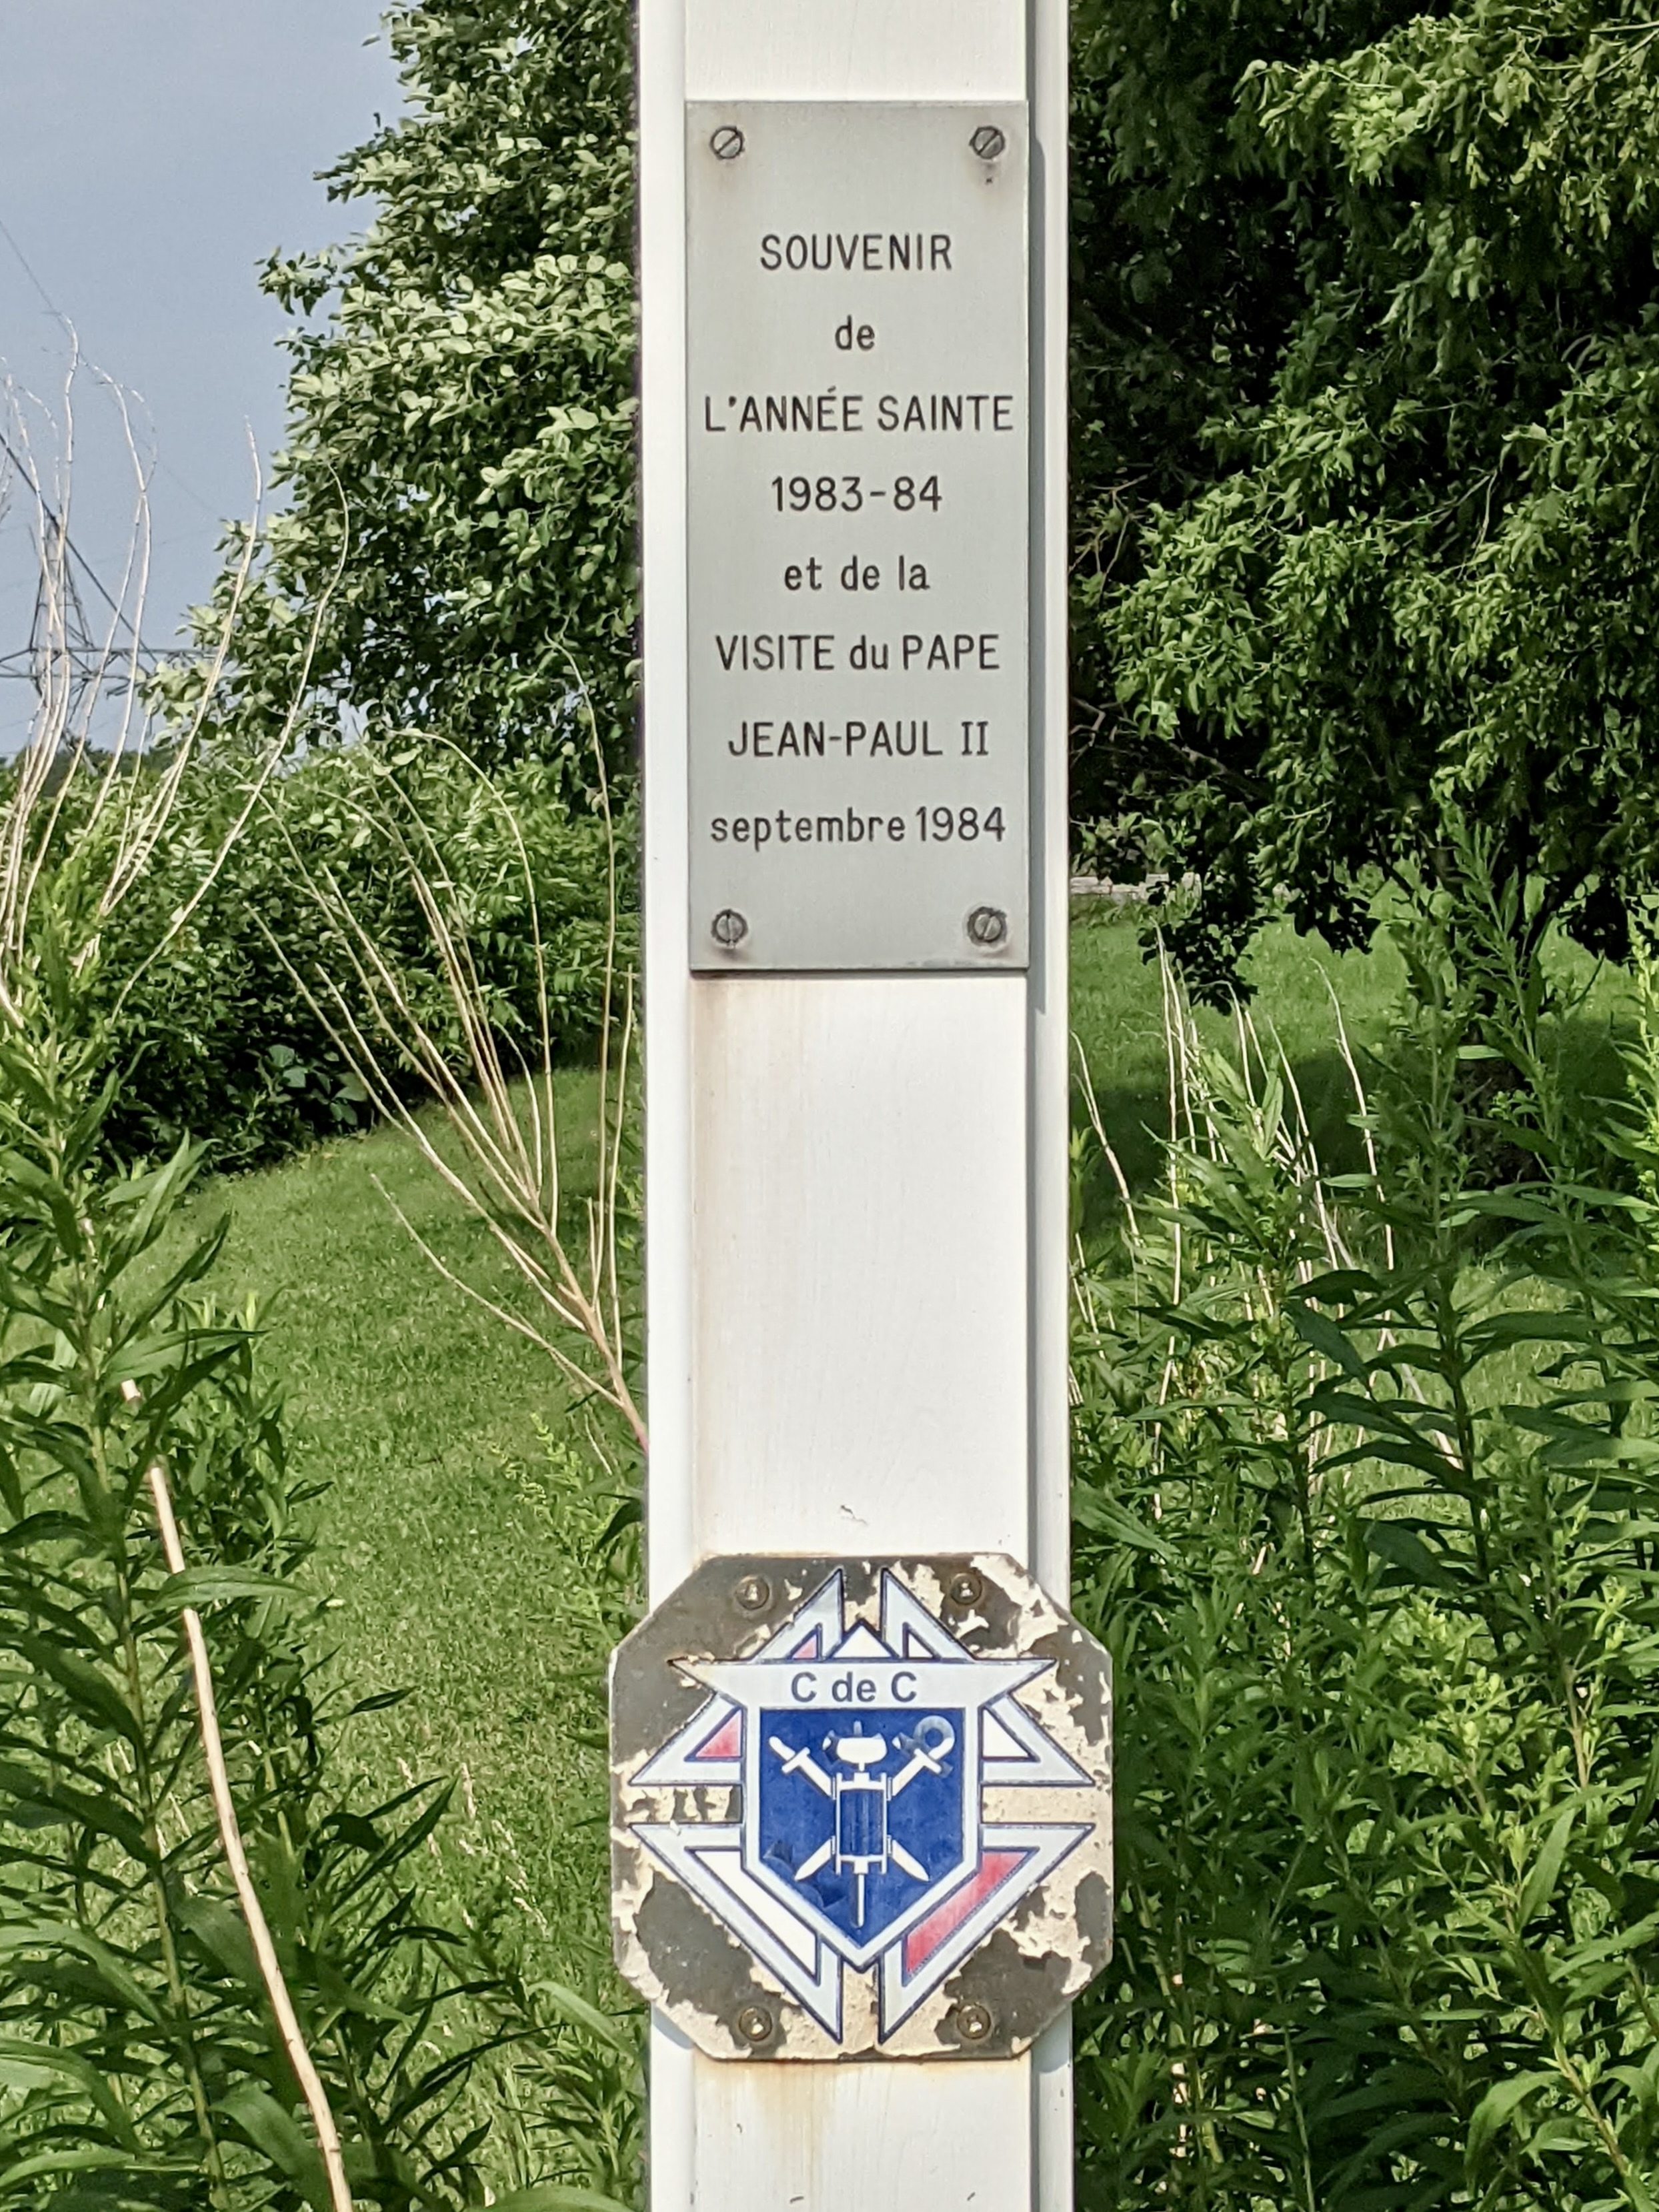 SOUVENIR
de
L'ANNÉE SAINTE
1983-84
et de la
VISITE du PAPE
JEAN-PAUL II
septembre 1984
C de C